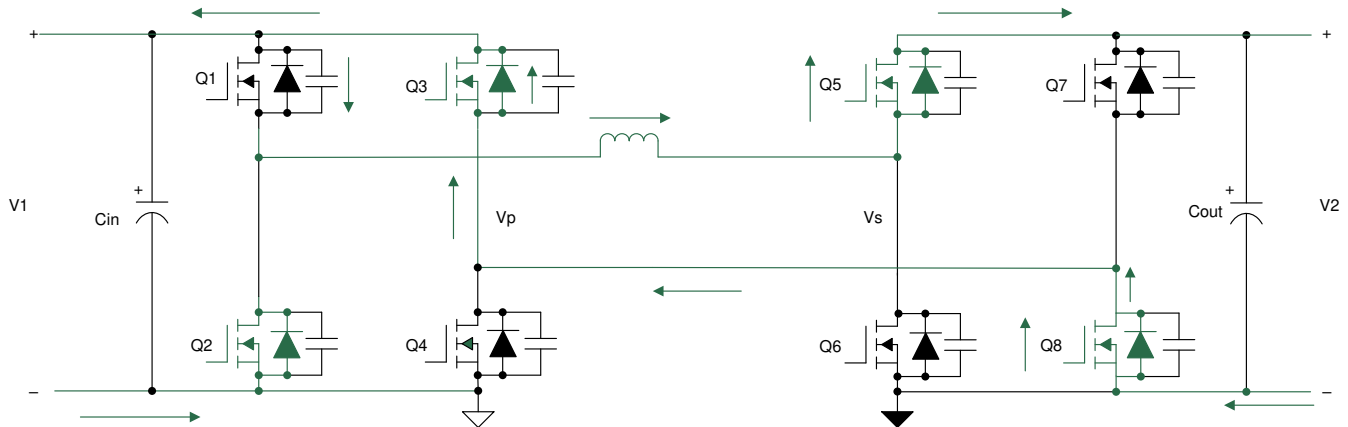 +
+
Q1
Q3
Q5
Q7
+
+
V1
Cin
Vp
Vs
Cout
V2
Q2
Q4
Q6
Q8
–
–